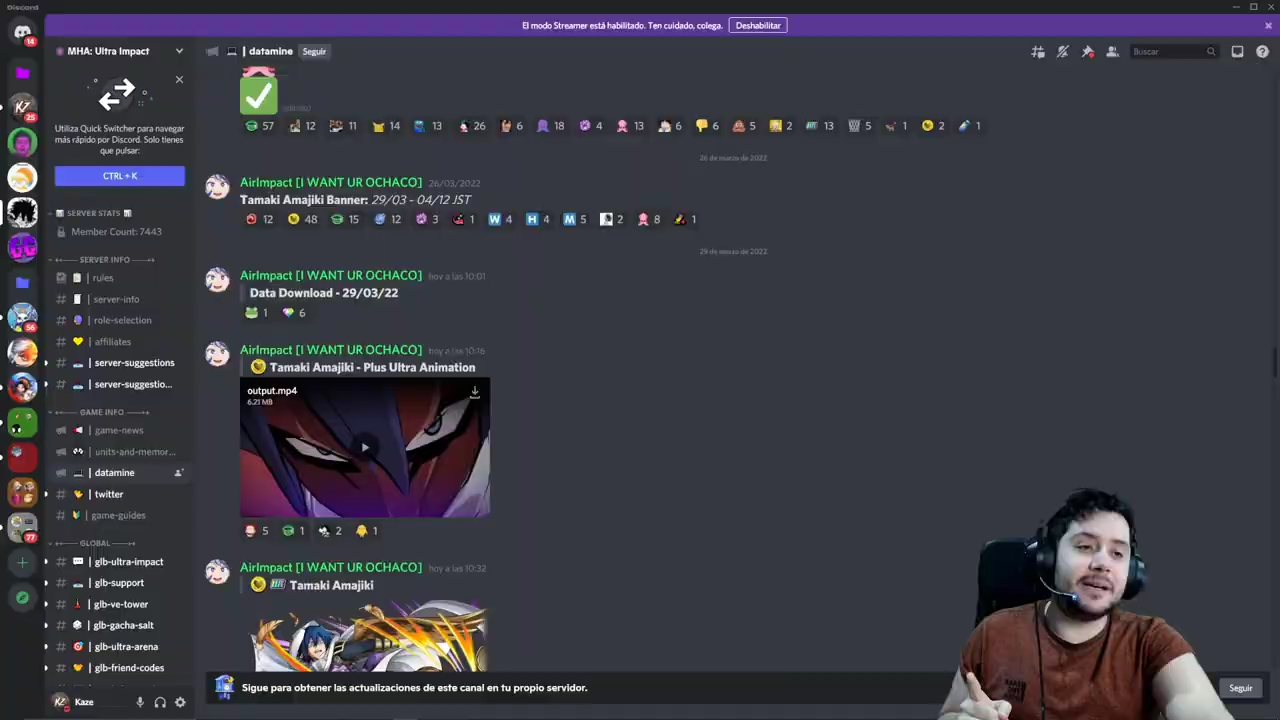 Discord
El modo Streamer está habilitado. Ten cuidado, colega.
Deshabilitar
14
MHA: Ultra Impact
| datamine
Seguir
Buscar
Utiliza Quick Switcher para navegar
más rápido por Discord. Solo tienes
que pulsar:
CTRL + K
25
57 12 11 14 13 26 6 18 4 13 6 6 5 2 13 5 1 2 1
26 de marzo de 2022
AirImpact [I WANT UR OCHACO] 26/03/2022
Tamaki Amajiki Banner: 29/03 - 04/12 JST
12 48 15 12 3 1 W 4 H 4 M 5 2 8 1
29 de marzo de 2022
SERVER STATS
Member Count: 7443
SERVER INFO
| rules
| server-info
| role-selection
| affiliates
| server-suggestions
| server-suggestio...
56
AirImpact [I WANT UR OCHACO] hoy a las 10:01
Data Download - 29/03/22
1 6
AirImpact [I WANT UR OCHACO] hoy a las 10:16
Tamaki Amajiki - Plus Ultra Animation
output.mp4
6.21 MB
5 1 2 1
GAME INFO
| game-news
| units-and-memor...
| datamine
| twitter
| game-guides
77
GLOBAL
| glb-ultra-impact
| glb-support
| glb-ve-tower
| glb-gacha-salt
| glb-ultra-arena
| glb-friend-codes
AirImpact [I WANT UR OCHACO] hoy a las 10:32
Tamaki Amajiki
Sigue para obtener las actualizaciones de este canal en tu propio servidor.
Seguir
Kaze